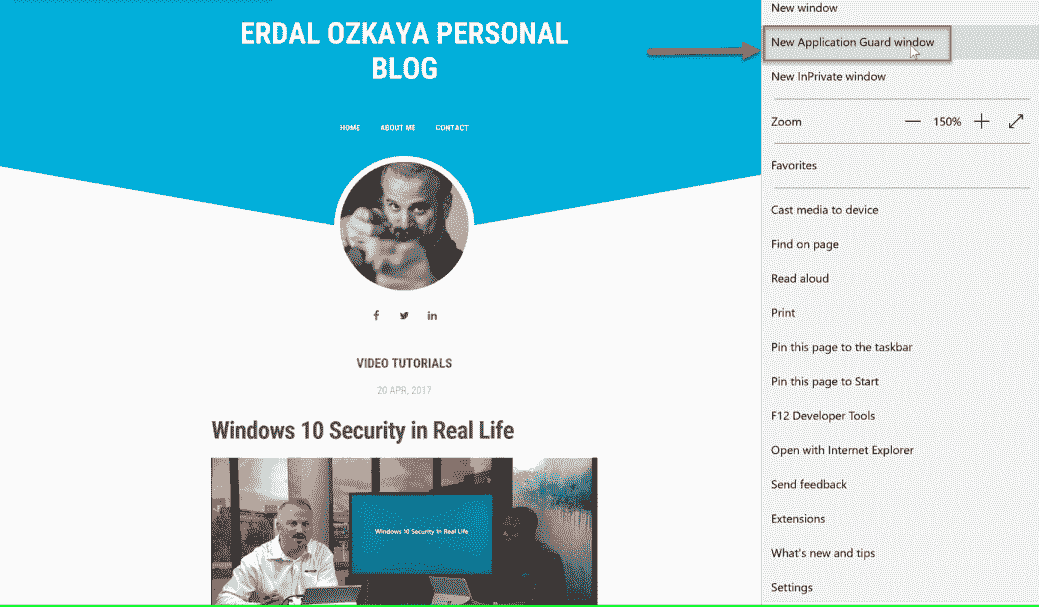 ERDAL OZKAYA PERSONAL
BLOG
HOME ABOUT ME CONTACT
VIDEO TUTORIALS
20 APR, 2017
Windows 10 Security in Real Life
Windows 10 Security In Real Life
New window
New Application Guard window
New InPrivate window
Zoom 150%
Favorites
Cast media to device
Find on page
Read aloud
Print
Pin this page to the taskbar
Pin this page to Start
F12 Developer Tools
Open with Internet Explorer
Send feedback
Extensions
What's new and tips
Settings